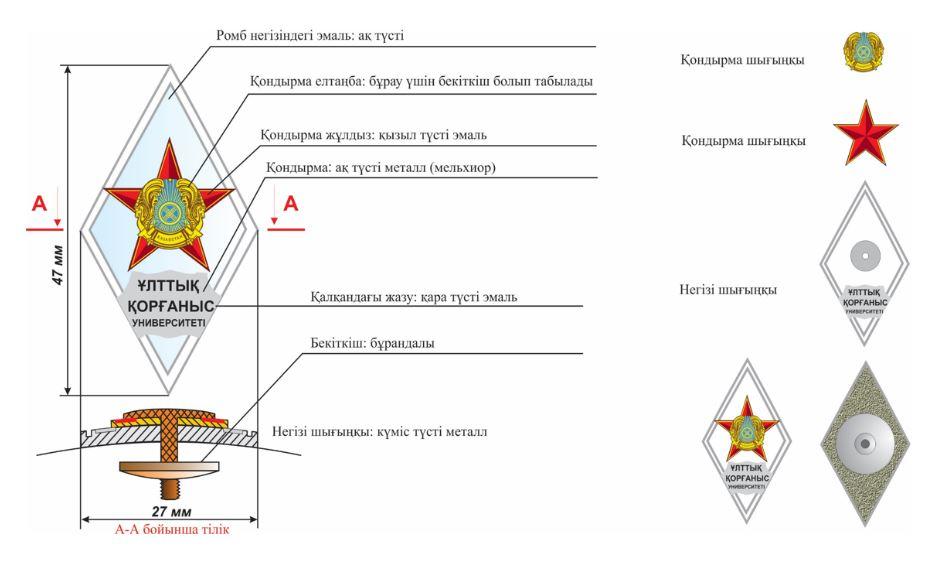 Ромб негізіндегі эмаль: ақ түсті
Қондырма елтаңба: бұрау үшін бекіткіш болып табылады
Қондырма жұлдыз: қызыл түсті эмаль
Қондырма: ақ түсті металл (мельхиор)
А
А
47 мм
ҚАЗАҚСТАН
ҰЛТТЫҚ
ҚОРҒАНЫС
УНИВЕРСИТЕТІ
Қалқандағы жазу: қара түсті эмаль
Бекіткіш: бұрандалы
Негізі шығыңқы: күміс түсті металл
27 мм
А-А бойынша тілік
Қондырма шығыңқы
Қондырма шығыңқы
Негізі шығыңқы
ҰЛТТЫҚ
ҚОРҒАНЫС
УНИВЕРСИТЕТІ
ҰЛТТЫҚ
ҚОРҒАНЫС
УНИВЕРСИТЕТІ